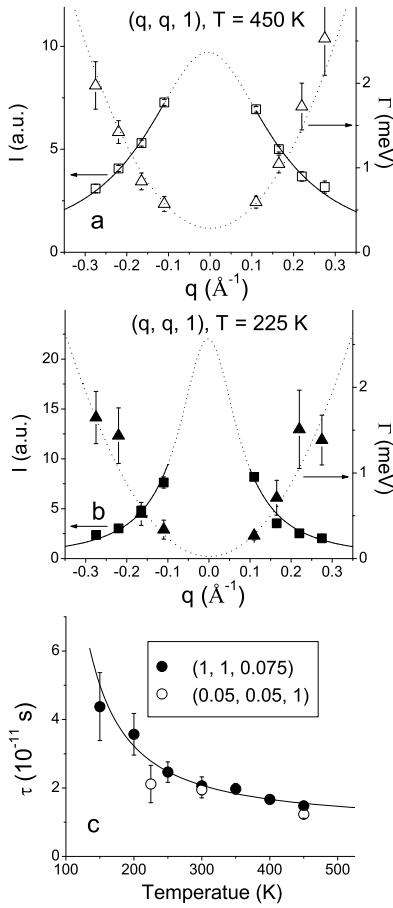 (q, q, 1), T = 450 K
10
5
0
I (a.u.)
a
2
1
0
Γ (meV)
-0.3 -0.2 -0.1 0.0 0.1 0.2 0.3
q (Å⁻¹)
(q, q, 1), T = 225 K
20
15
10
5
0
I (a.u.)
b
2
1
0
Γ (meV)
-0.3 -0.2 -0.1 0.0 0.1 0.2 0.3
q (Å⁻¹)
6
4
2
0
τ (10⁻¹¹ s)
(1, 1, 0.075)
(0.05, 0.05, 1)
c
100 200 300 400 500
Temperatue (K)